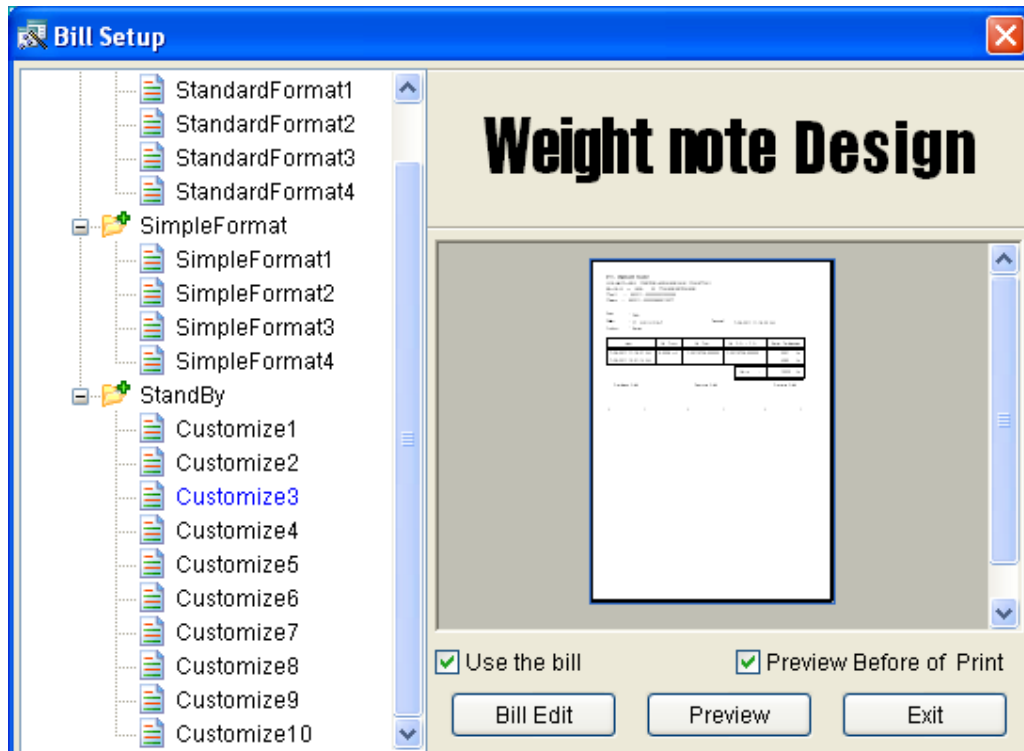 Bill Setup
StandardFormat1
StandardFormat2
StandardFormat3
StandardFormat4
SimpleFormat
SimpleFormat1
SimpleFormat2
SimpleFormat3
SimpleFormat4
StandBy
Customize1
Customize2
Customize3
Customize4
Customize5
Customize6
Customize7
Customize8
Customize9
Customize10
Weight note Design
Use the bill
Preview Before of Print
Bill Edit
Preview
Exit